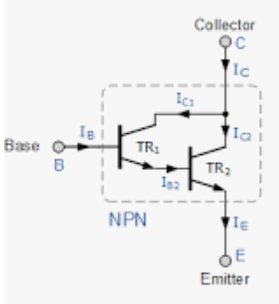 Collector
C
I_C
I_C1
I_B
I_C2
Base
B
TR₁
TR₂
I_B2
NPN
I_E
E
Emitter